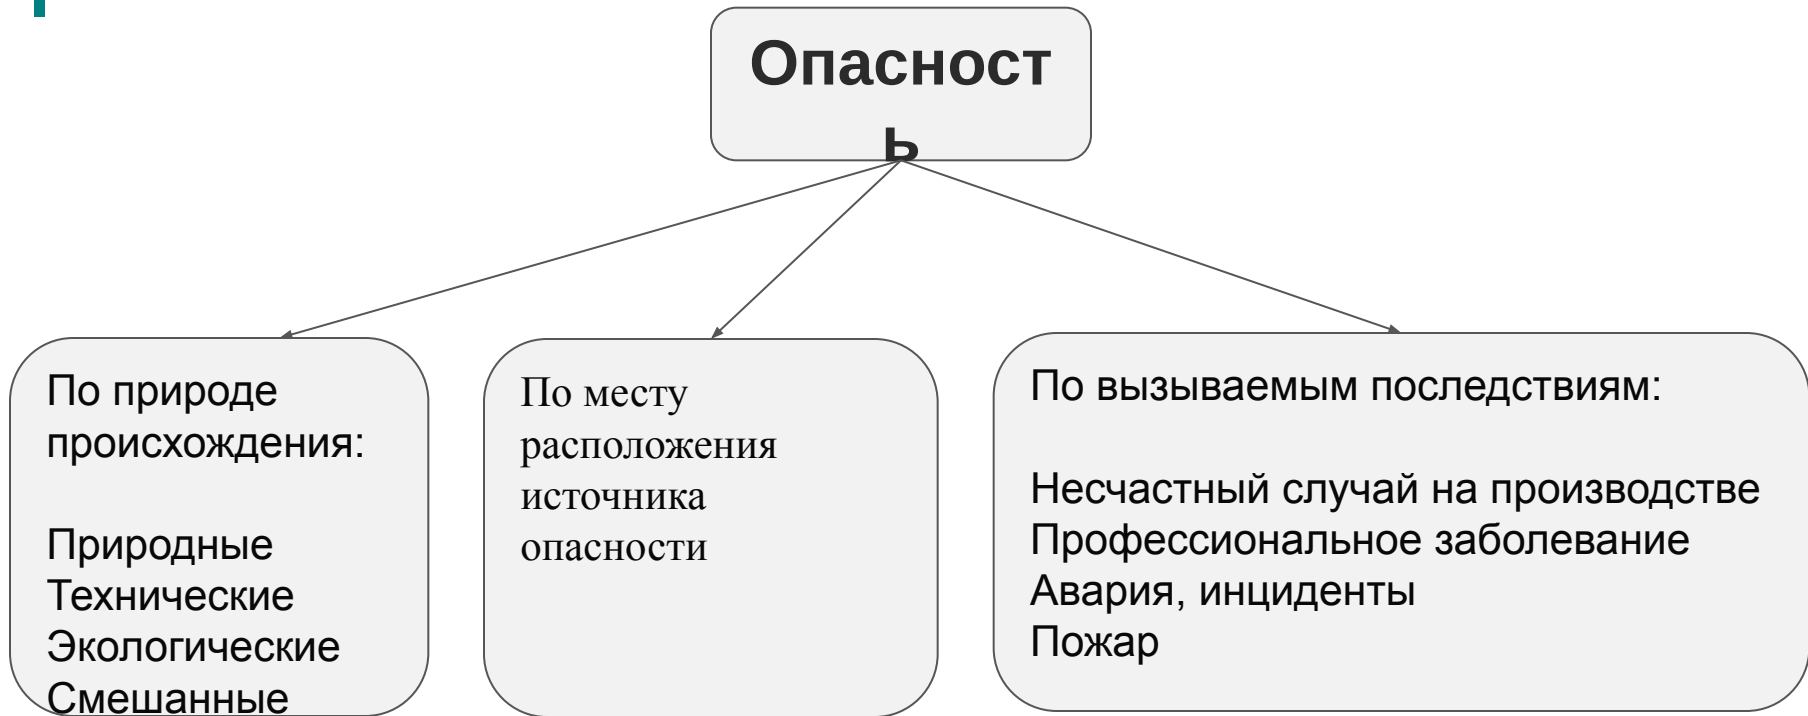 Опасност
ь
По природе
происхождения:
Природные
Технические
Экологические
Смешанные
По месту
расположения
источника
опасности
По вызываемым последствиям:
Несчастный случай на производстве
Профессиональное заболевание
Авария, инциденты
Пожар